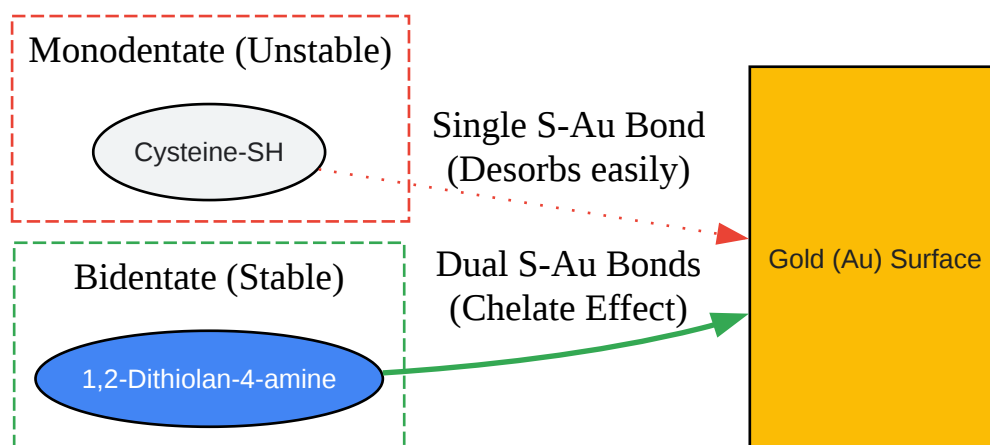 Monodentate (Unstable)
Cysteine-SH
Single S-Au Bond
(Desorbs easily)
Bidentate (Stable)
1,2-Dithiolan-4-amine
Dual S-Au Bonds
(Chelate Effect)
Gold (Au) Surface